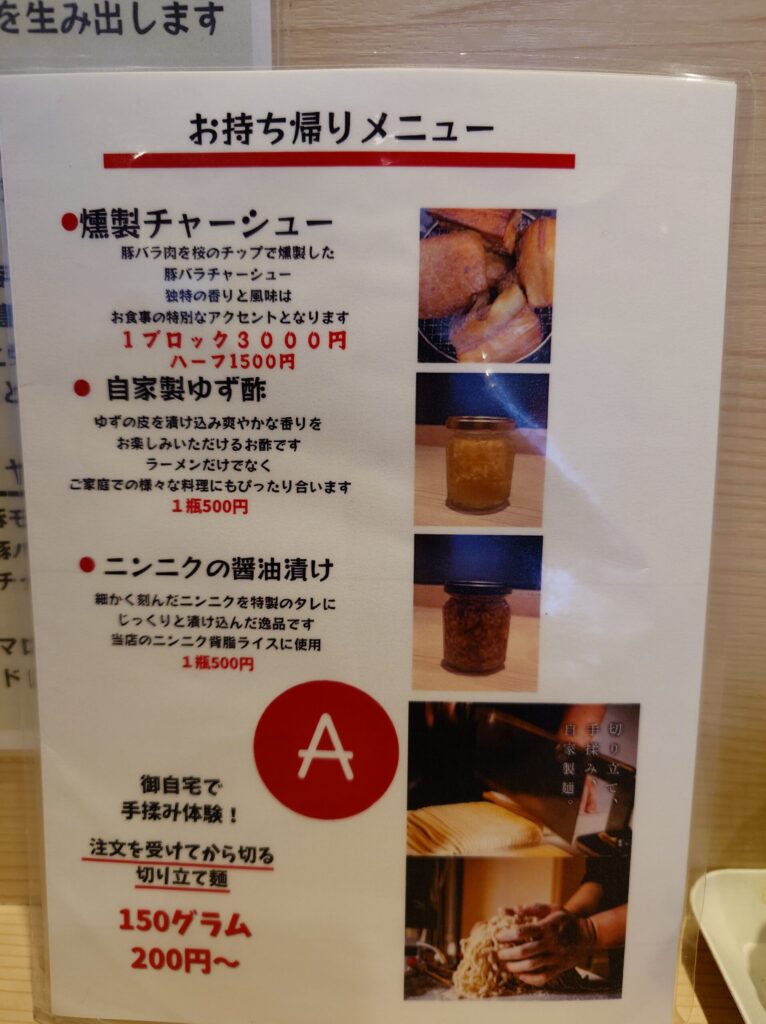 を生み出します
お持ち帰りメニュー
燻製チャーシュー
豚バラ肉を桜のチップで燻製した
豚バラチャーシュー
独特の香りと風味は
お食事の特別なアクセントとなります
1ブロック3000円
ハーフ1500円
自家製ゆず酢
ゆずの皮を漬け込み爽やかな香りを
お楽しみいただけるお酢です
ラーメンだけでなく
ご家庭での様々な料理にもぴったり合います
1瓶500円
ニンニクの醤油漬け
細かく刻んだニンニクを特製のタレに
じっくりと漬け込んだ逸品です
当店のニンニク背脂ライスに使用
1瓶500円
A
切り立て、
手揉み、
自家製麺。
御自宅で
手揉み体験！
注文を受けてから切る
切り立て麺
150グラム
200円～